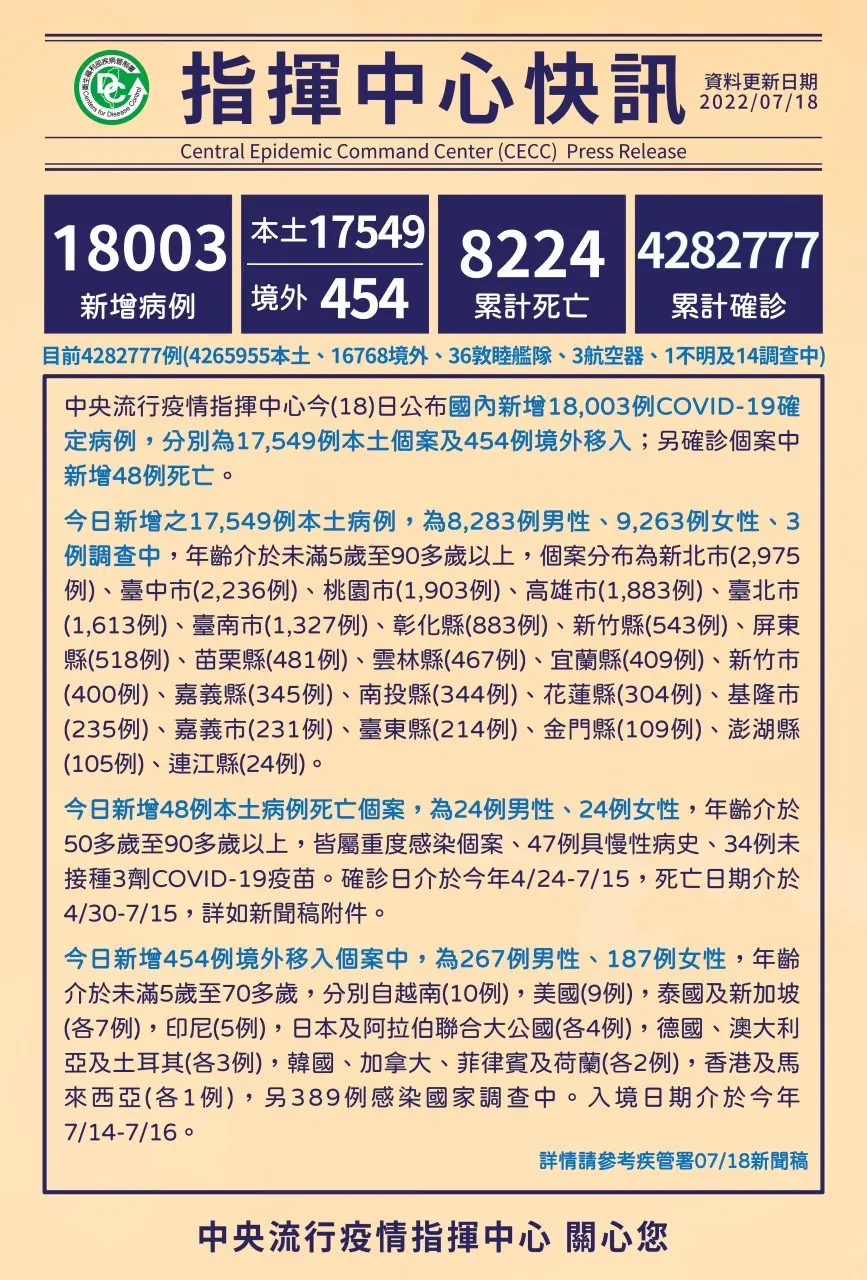 衛生福利部疾病管制署
CDC
Centers for Disease Control
指揮中心快訊
資料更新日期
2022/07/18
Central Epidemic Command Center (CECC) Press Release
18003
新增病例
本土17549
境外 454
8224
累計死亡
4282777
累計確診
目前4282777例(4265955本土、16768境外、36敦睦艦隊、3航空器、1不明及14調查中)
中央流行疫情指揮中心今(18)日公布國內新增18,003例COVID-19確
定病例，分別為17,549例本土個案及454例境外移入；另確診個案中
新增48例死亡。
今日新增之17,549例本土病例，為8,283例男性、9,263例女性、3
例調查中，年齡介於未滿5歲至90多歲以上，個案分布為新北市(2,975
例)、臺中市(2,236例)、桃園市(1,903例)、高雄市(1,883例)、臺北市
(1,613例)、臺南市(1,327例)、彰化縣(883例)、新竹縣(543例)、屏東
縣(518例)、苗栗縣(481例)、雲林縣(467例)、宜蘭縣(409例)、新竹市
(400例)、嘉義縣(345例)、南投縣(344例)、花蓮縣(304例)、基隆市
(235例)、嘉義市(231例)、臺東縣(214例)、金門縣(109例)、澎湖縣
(105例)、連江縣(24例)。
今日新增48例本土病例死亡個案，為24例男性、24例女性，年齡介於
50多歲至90多歲以上，皆屬重度感染個案、47例具慢性病史、34例未
接種3劑COVID-19疫苗。確診日介於今年4/24-7/15，死亡日期介於
4/30-7/15，詳如新聞稿附件。
今日新增454例境外移入個案中，為267例男性、187例女性，年齡
介於未滿5歲至70多歲，分別自越南(10例)，美國(9例)，泰國及新加坡
(各7例)，印尼(5例)，日本及阿拉伯聯合大公國(各4例)，德國、澳大利
亞及土耳其(各3例)，韓國、加拿大、菲律賓及荷蘭(各2例)，香港及馬
來西亞(各1例)，另389例感染國家調查中。入境日期介於今年
7/14-7/16。
詳情請參考疾管署07/18新聞稿
中央流行疫情指揮中心 關心您